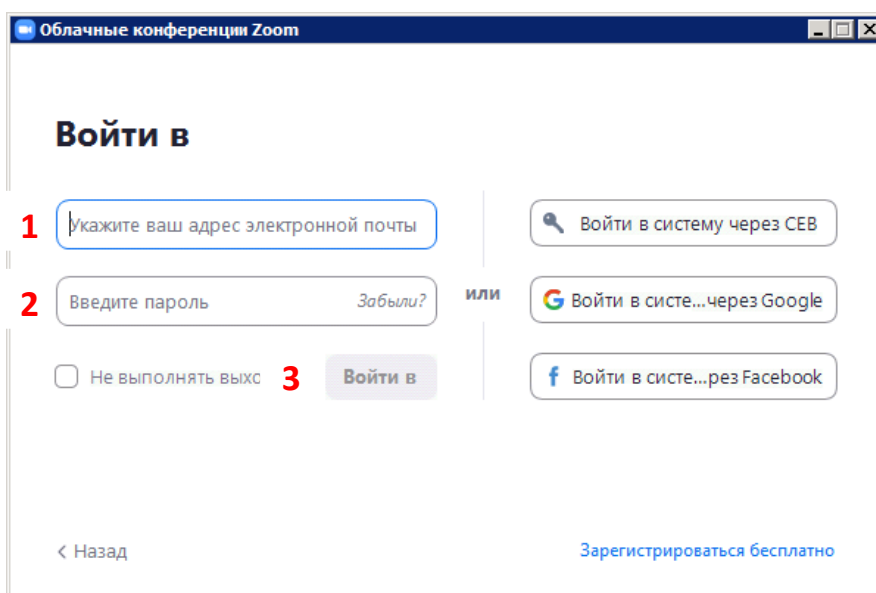 Облачные конференции Zoom
Войти в
1 Укажите ваш адрес электронной почты
2 Введите пароль Забыли?
Не выполнять выхо 3 Войти в
или
Войти в систему через СЕВ
G Войти в систе...через Google
f Войти в систе...рез Facebook
< Назад
Зарегистрироваться бесплатно